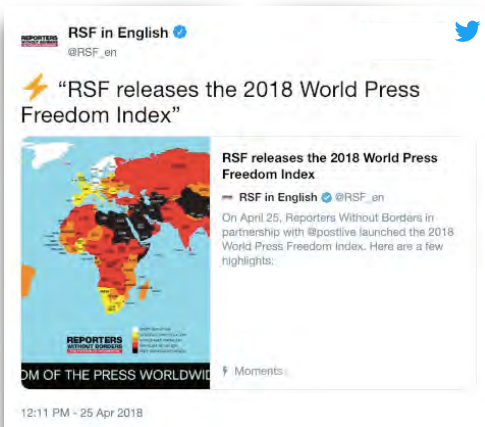 REPORTERS
WITHOUT BORDERS
RSF in English
@RSF_en
⚡ “RSF releases the 2018 World Press
Freedom Index”
RSF releases the 2018 World Press
Freedom Index
RSF in English @RSF_en
On April 25, Reporters Without Borders in
partnership with @postlive launched the 2018
World Press Freedom Index. Here are a few
highlights:
REPORTERS
WITHOUT BORDERS
OM OF THE PRESS WORLDWID
Moments
12:11 PM - 25 Apr 2018